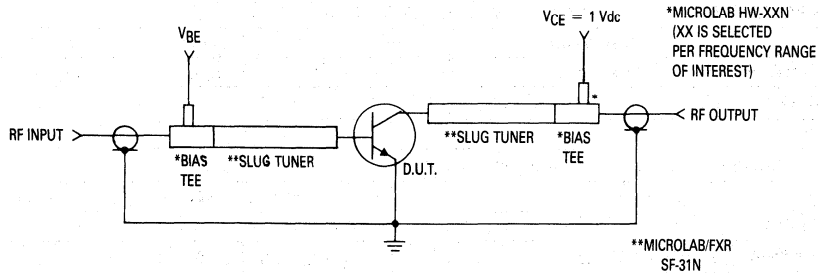 V_CE = 1 Vdc
*MICROLAB HW-XXN
(XX IS SELECTED
PER FREQUENCY RANGE
OF INTEREST)
V_BE
*
RF INPUT
RF OUTPUT
*BIAS
TEE
**SLUG TUNER
D.U.T.
**SLUG TUNER
*BIAS
TEE
**MICROLAB/FXR
SF-31N